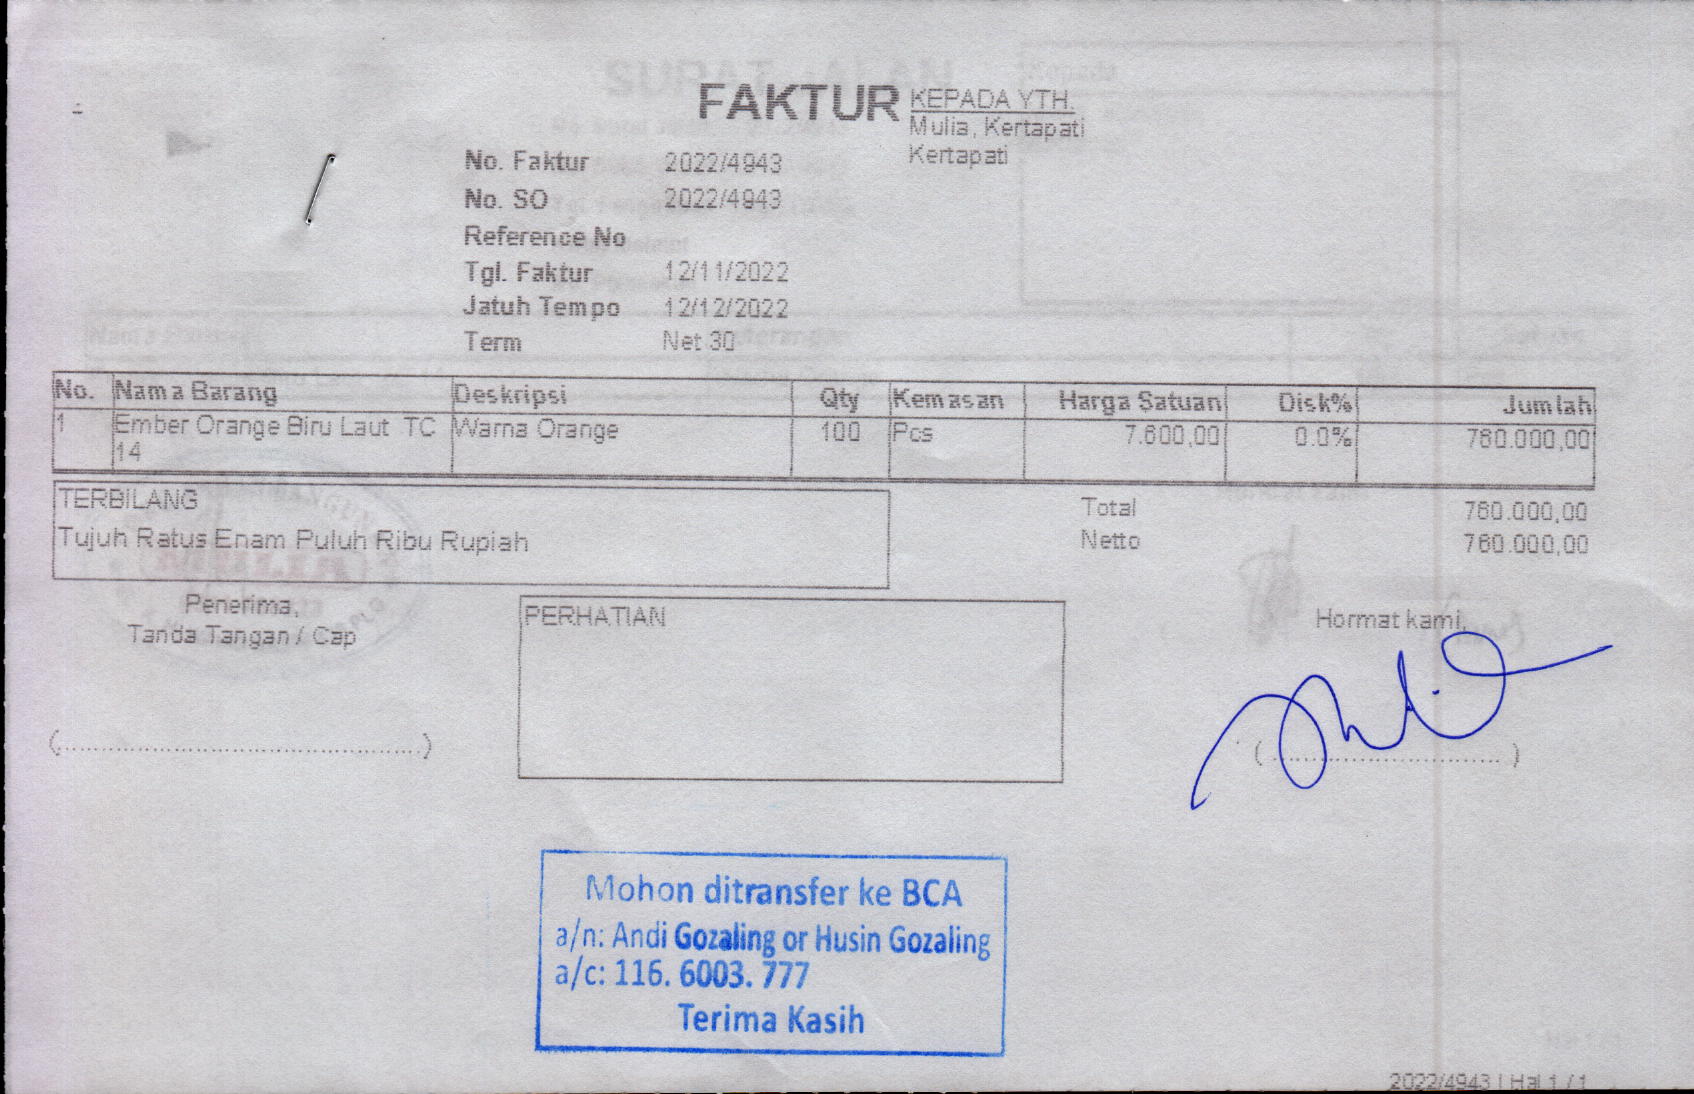 FAKTUR
KEPADA YTH.
Mulia, Kertapati
Kertapati
No. Faktur 2022/4943
No. SO 2022/4943
Reference No
Tgl. Faktur 12/11/2022
Jatuh Tempo 12/12/2022
Term Net 30
No. Nama Barang Deskripsi Qty Kemasan Harga Satuan Disk% Jumlah
1 Ember Orange Biru Laut TC Warna Orange 100 Pcs 7.600,00 0.0% 760.000,00
14
TERBILANG
Tujuh Ratus Enam Puluh Ribu Rupiah
Total 760.000,00
Netto 760.000,00
Penerima,
Tanda Tangan / Cap
PERHATIAN
Hormat kami,
Mohon ditransfer ke BCA
a/n: Andi Gozaling or Husin Gozaling
a/c: 116. 6003. 777
Terima Kasih
2022/4943 | Hal 1 / 1